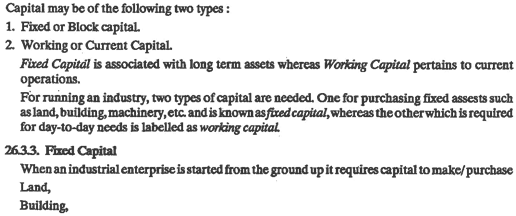 Capital may be of the following two types :
1. Fixed or Block capital.
2. Working or Current Capital.
Fixed Capital is associated with long term assets whereas Working Capital pertains to current
operations.
For running an industry, two types of capital are needed. One for purchasing fixed assests such
as land, building, machinery, etc. and is known as fixed capital, whereas the other which is required
for day-to-day needs is labelled as working capital.
26.3.3. Fixed Capital
When an industrial enterprise is started from the ground up it requires capital to make/purchase
Land,
Building,